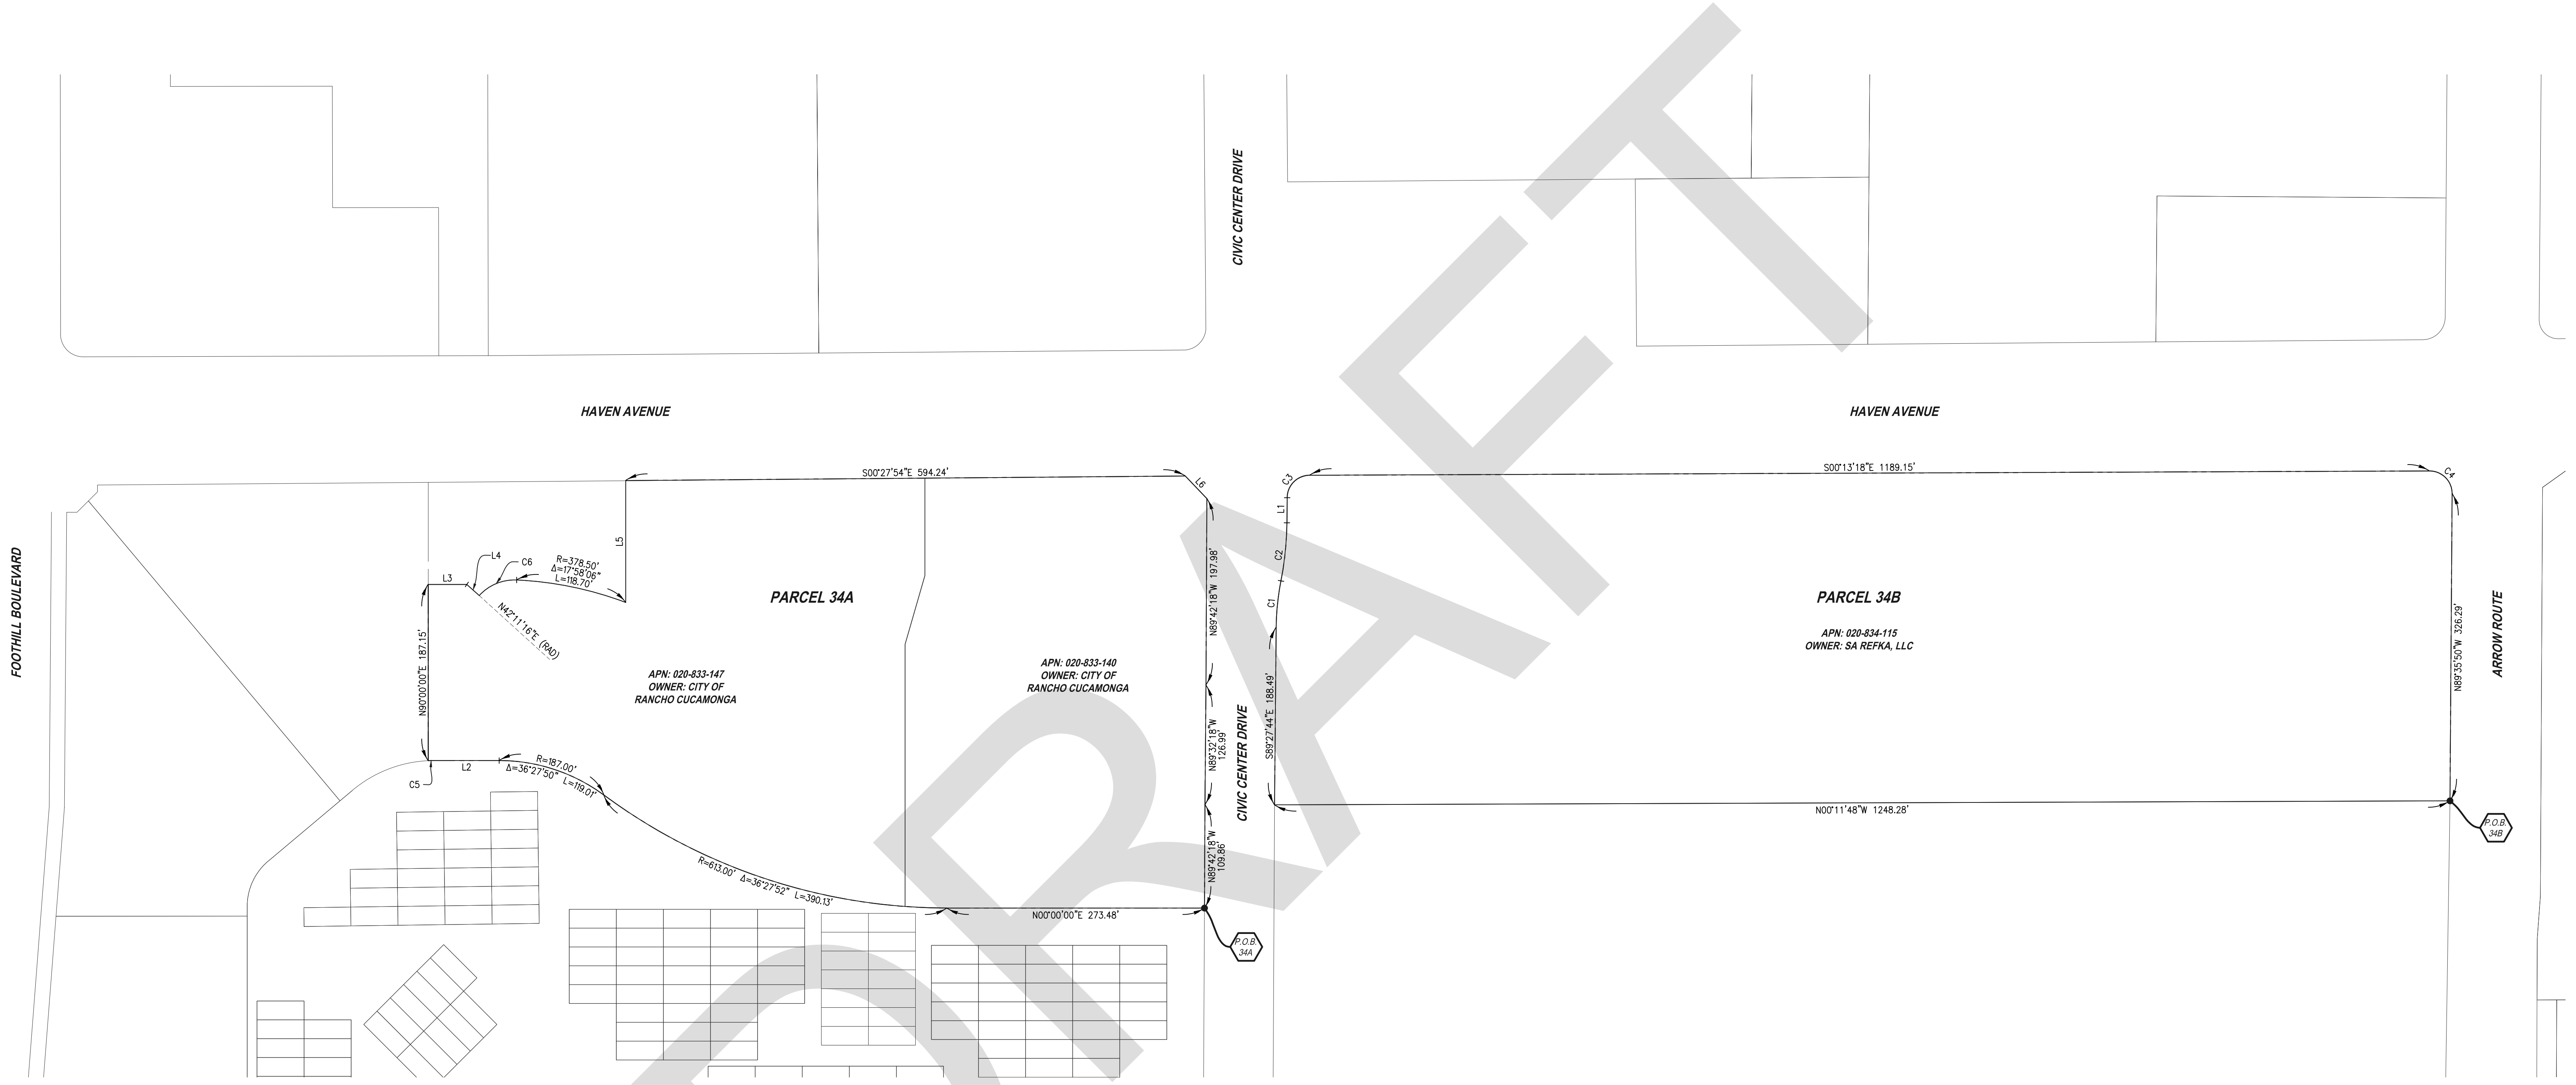 DRAFT
CIVIC CENTER DRIVE
HAVEN AVENUE
HAVEN AVENUE
FOOTHILL BOULEVARD
S00°27'54"E 594.24'
L6
L5
L4
C6
L3
R=378.50'
Δ=17°58'06"
L=118.70'
N42°11'16"E (RAD)
N90°00'00"E 187.15'
C5
L2
R=187.00'
Δ=36°27'50" L=119.01'
R=613.00' Δ=36°27'52" L=390.13'
N00°00'00"E 273.48'
PARCEL 34A
APN: 020-833-147
OWNER: CITY OF
RANCHO CUCAMONGA
APN: 020-833-140
OWNER: CITY OF
RANCHO CUCAMONGA
N89°42'18"W 197.98'
N89°32'18"W
126.99'
N89°42'18"W
109.86'
CIVIC CENTER DRIVE
P.O.B.
34A
C3
L1
C2
C1
S89°27'44"E 188.49'
S00°13'18"E 1189.15'
C4
PARCEL 34B
APN: 020-834-115
OWNER: SA REFKA, LLC
N89°35'50"W 326.29'
N00°11'48"W 1248.28'
ARROW ROUTE
P.O.B.
34B